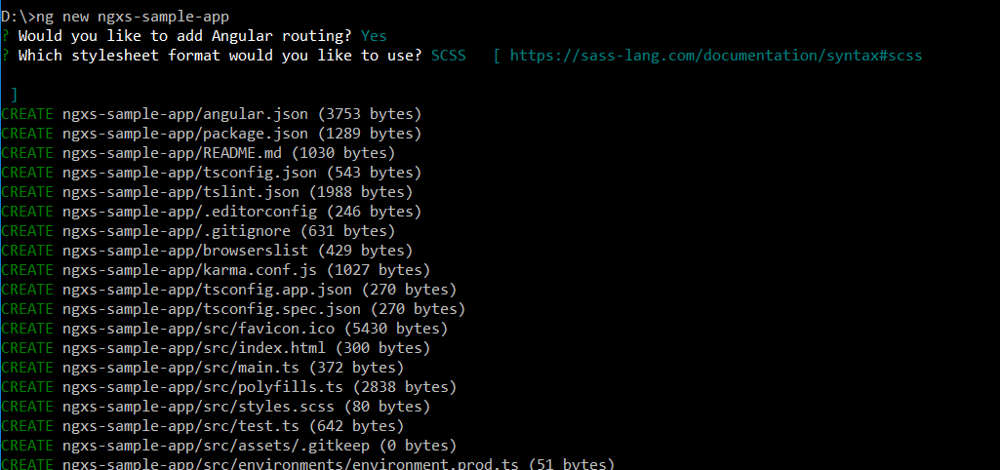 D:\>ng new ngxs-sample-app
? Would you like to add Angular routing? Yes
? Which stylesheet format would you like to use? SCSS   [ https://sass-lang.com/documentation/syntax#scss
]
CREATE ngxs-sample-app/angular.json (3753 bytes)
CREATE ngxs-sample-app/package.json (1289 bytes)
CREATE ngxs-sample-app/README.md (1030 bytes)
CREATE ngxs-sample-app/tsconfig.json (543 bytes)
CREATE ngxs-sample-app/tslint.json (1988 bytes)
CREATE ngxs-sample-app/.editorconfig (246 bytes)
CREATE ngxs-sample-app/.gitignore (631 bytes)
CREATE ngxs-sample-app/browserslist (429 bytes)
CREATE ngxs-sample-app/karma.conf.js (1027 bytes)
CREATE ngxs-sample-app/tsconfig.app.json (270 bytes)
CREATE ngxs-sample-app/tsconfig.spec.json (270 bytes)
CREATE ngxs-sample-app/src/favicon.ico (5430 bytes)
CREATE ngxs-sample-app/src/index.html (300 bytes)
CREATE ngxs-sample-app/src/main.ts (372 bytes)
CREATE ngxs-sample-app/src/polyfills.ts (2838 bytes)
CREATE ngxs-sample-app/src/styles.scss (80 bytes)
CREATE ngxs-sample-app/src/test.ts (642 bytes)
CREATE ngxs-sample-app/src/assets/.gitkeep (0 bytes)
CREATE ngxs-sample-app/src/environments/environment.prod.ts (51 bytes)